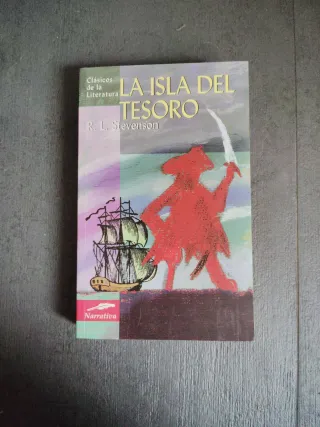 Clásicos
de la
Literatura
LA ISLA DEL
TESORO
R. L. Stevenson
Narrativa